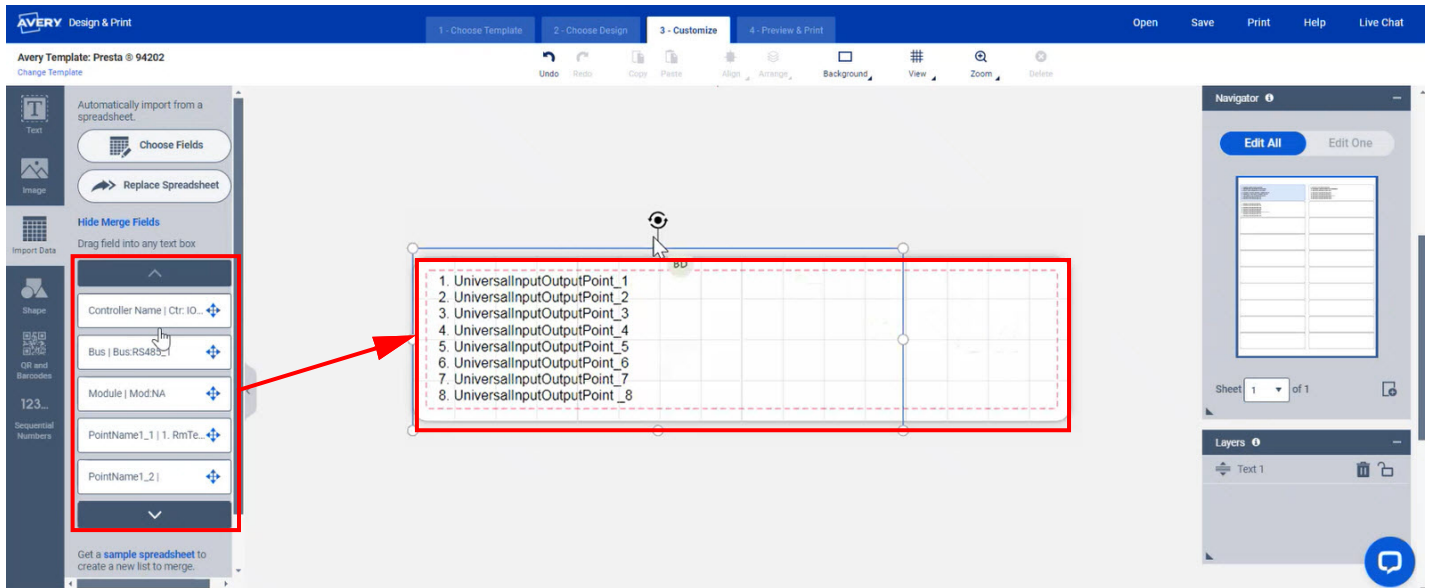 AVERY Design & Print
1 - Choose Template
2 - Choose Design
3 - Customize
4 - Preview & Print
Open
Save
Print
Help
Live Chat
Avery Template: Presta ® 94202
Change Template
Undo
Redo
Copy
Paste
Align
Arrange
Background
View
Zoom
Delete
Text
Image
Import Data
Shape
QR and
Barcodes
123...
Sequential
Numbers
Automatically import from a
spreadsheet.
Choose Fields
Replace Spreadsheet
Hide Merge Fields
Drag field into any text box
Controller Name | Ctr: IO...
Bus | Bus:RS485_1
Module | Mod:NA
PointName1_1 | 1. RmTe...
PointName1_2 |
Get a sample spreadsheet to
create a new list to merge.
BD
1. UniversalInputOutputPoint_1
2. UniversalInputOutputPoint_2
3. UniversalInputOutputPoint_3
4. UniversalInputOutputPoint_4
5. UniversalInputOutputPoint_5
6. UniversalInputOutputPoint_6
7. UniversalInputOutputPoint_7
8. UniversalInputOutputPoint _8
Navigator
Edit All
Edit One
Sheet 1 of 1
Layers
Text 1